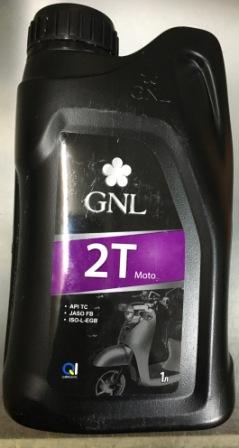 GNL
GNL
2T Moto
• API TC
• JASO FB
• ISO-L-EGB
1л